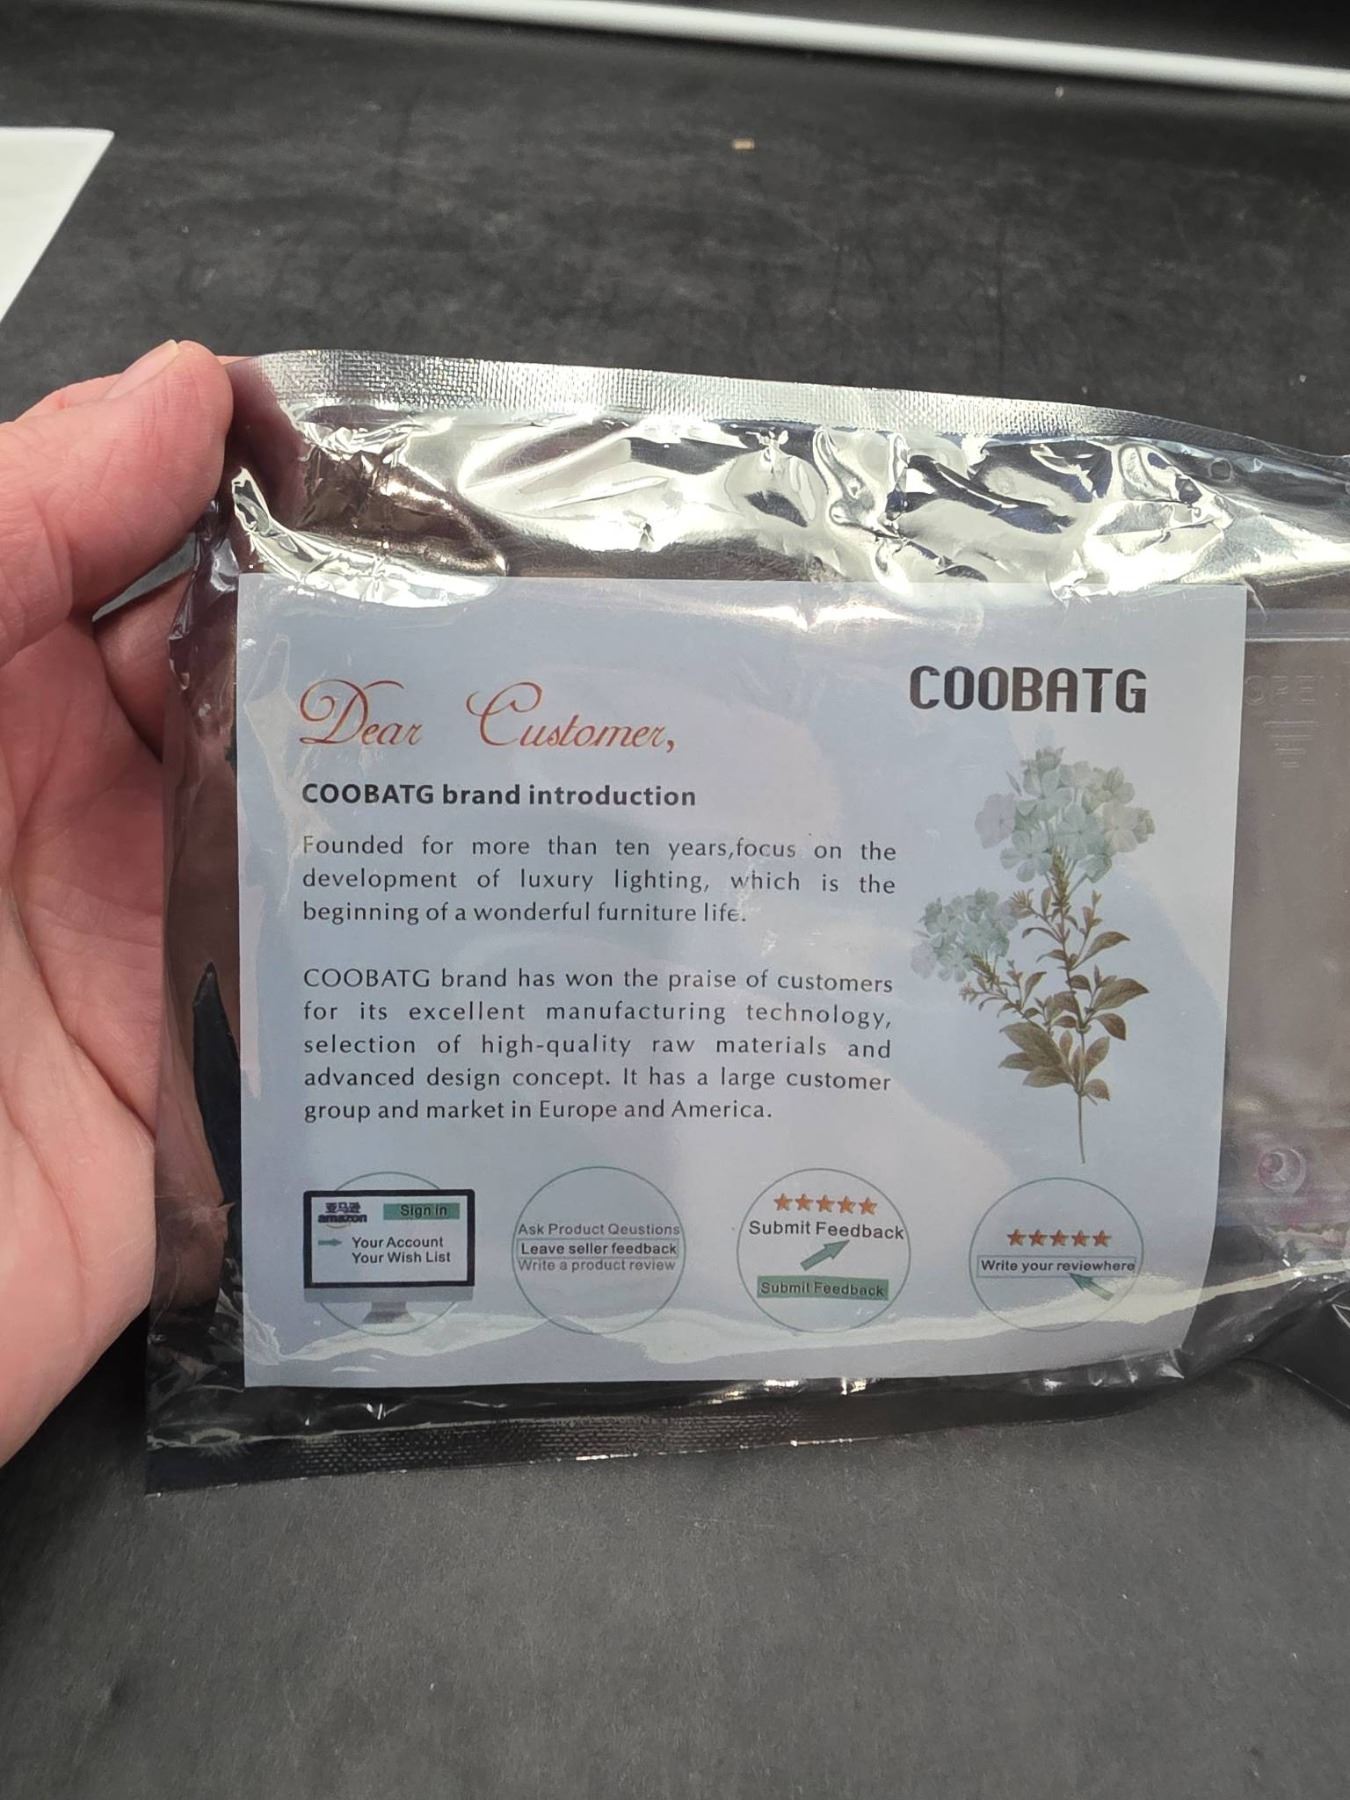 COOBATG
Dear Customer,
COOBATG brand introduction
Founded for more than ten years,focus on the
development of luxury lighting, which is the
beginning of a wonderful furniture life.
COOBATG brand has won the praise of customers
for its excellent manufacturing technology,
selection of high-quality raw materials and
advanced design concept. It has a large customer
group and market in Europe and America.
亚马逊
amazon
Sign in
Your Account
Your Wish List
Ask Product Qeustions
Leave seller feedback
Write a product review
Submit Feedback
Submit Feedback
Write your reviewhere